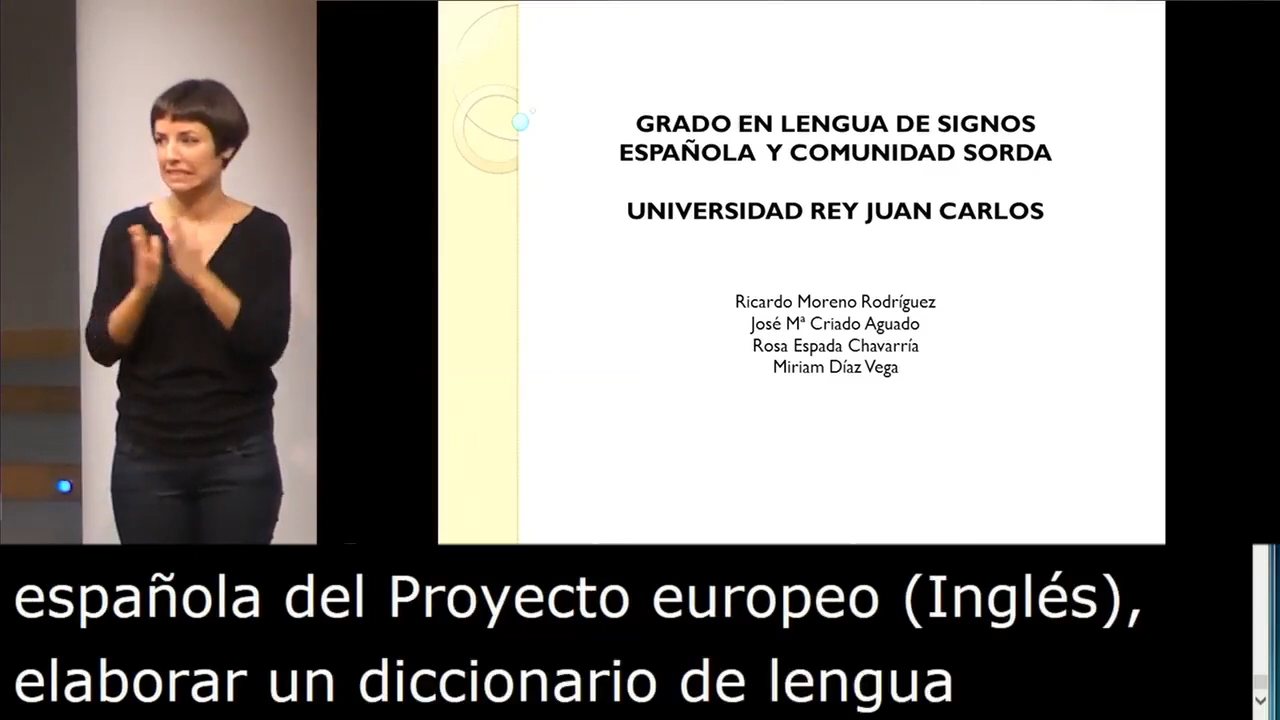 GRADO EN LENGUA DE SIGNOS
ESPAÑOLA Y COMUNIDAD SORDA
UNIVERSIDAD REY JUAN CARLOS
Ricardo Moreno Rodríguez
José Mª Criado Aguado
Rosa Espada Chavarría
Miriam Díaz Vega
española del Proyecto europeo (Inglés),
elaborar un diccionario de lengua